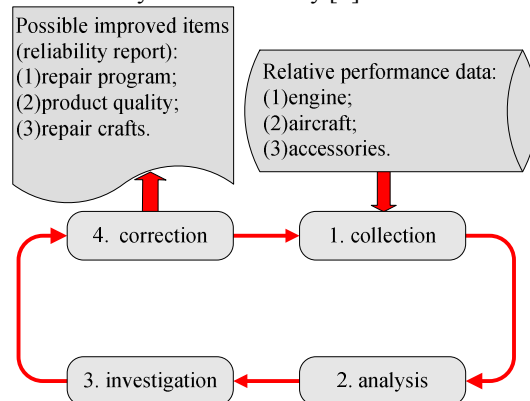 Possible improved items
(reliability report):
(1)repair program;
(2)product quality;
(3)repair crafts.
Relative performance data:
(1)engine;
(2)aircraft;
(3)accessories.
4. correction
1. collection
3. investigation
2. analysis